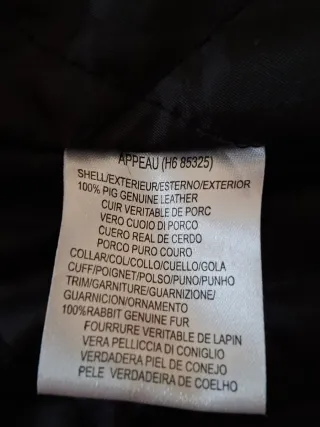 APPEAU (H6 85325)
SHELL/EXTERIEUR/ESTERNO/EXTERIOR
100% PIG GENUINE LEATHER
CUIR VERITABLE DE PORC
VERO CUOIO DI PORCO
CUERO REAL DE CERDO
PORCO PURO COURO
COLLAR/COL/COLLO/CUELLO/GOLA
CUFF/POIGNET/POLSO/PUNO/PUNHO
TRIM/GARNITURE/GUARNIZIONE/
GUARNICION/ORNAMENTO
100%RABBIT GENUINE FUR
FOURRURE VERITABLE DE LAPIN
VERA PELLICCIA DI CONIGLIO
VERDADERA PIEL DE CONEJO
PELE VERDADEIRA DE COELHO